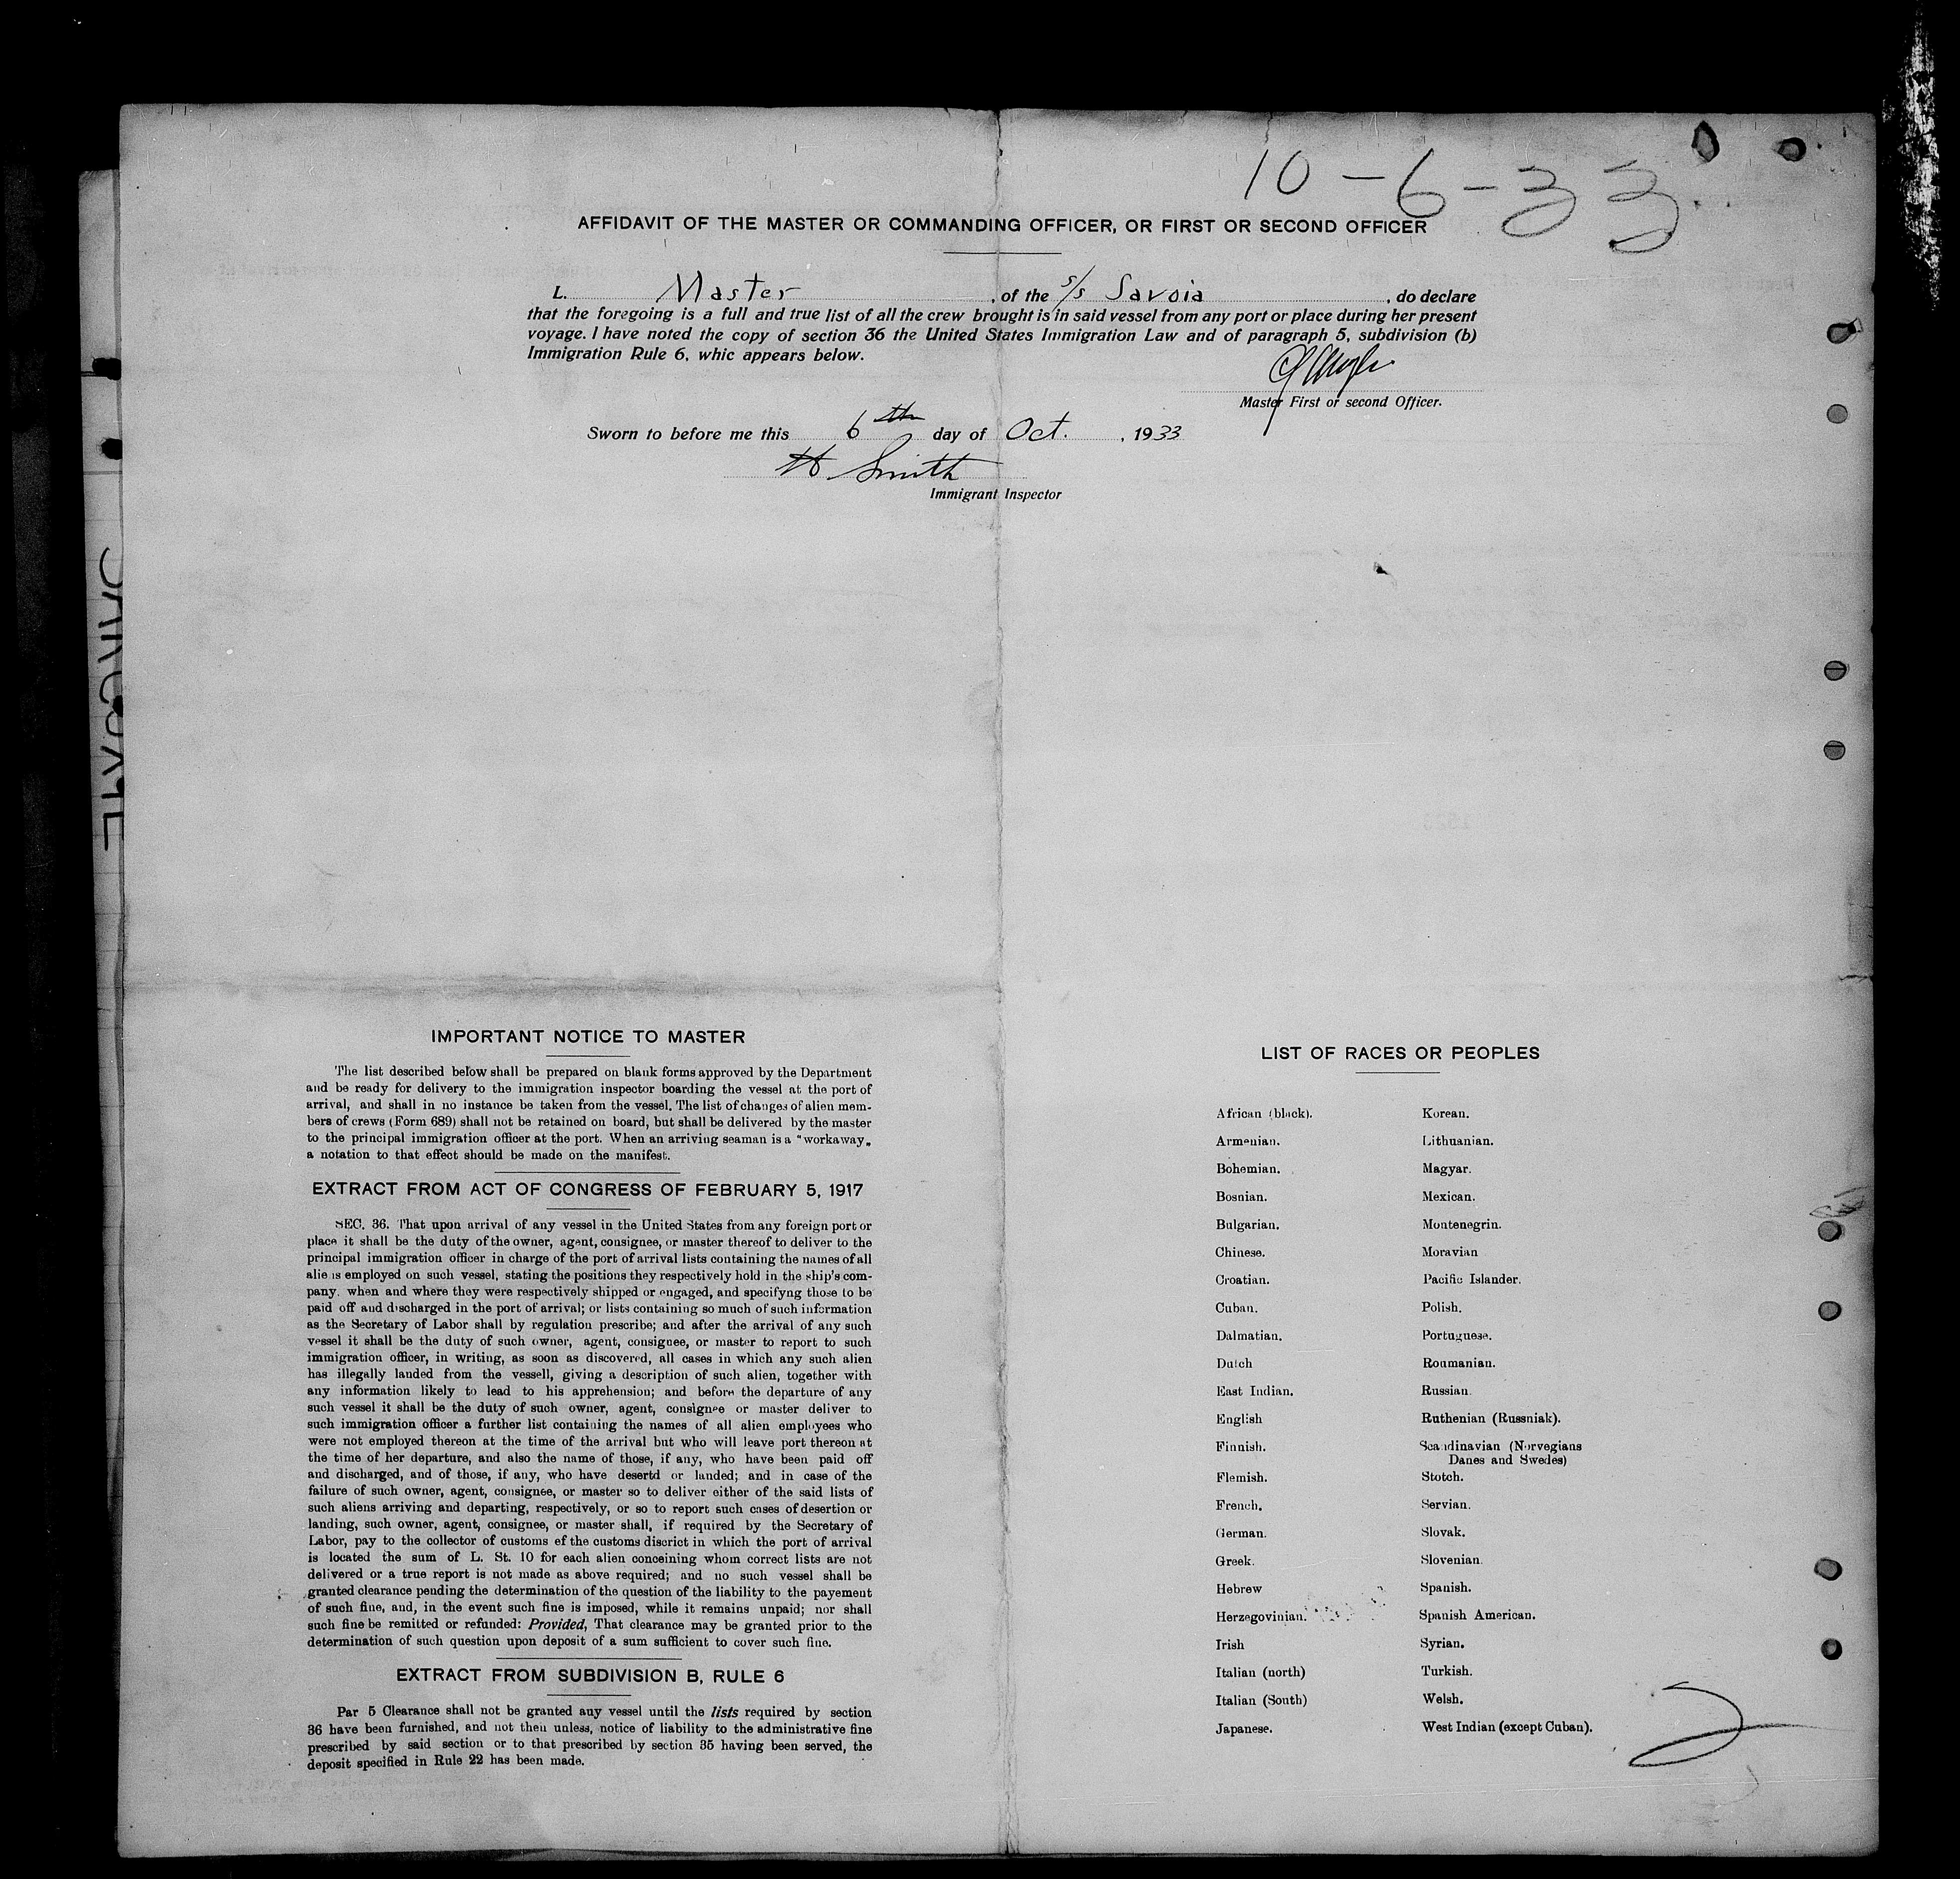 10-6-33
AFFIDAVIT OF THE MASTER OR COMMANDING OFFICER, OR FIRST OR SECOND OFFICER
L. Master, of the s/s Savoia, do declare
that the foregoing is a full and true list of all the crew brought is in said vessel from any port or place during her present
voyage. I have noted the copy of section 36 the United States Immigration Law and of paragraph 5, subdivision (b)
Immigration Rule 6, whic appears below.
Master First or second Officer.
Sworn to before me this 6th day of Oct., 1933
H Smith
Immigrant Inspector
IMPORTANT NOTICE TO MASTER
The list described below shall be prepared on blank forms approved by the Department
and be ready for delivery to the immigration inspector boarding the vessel at the port of
arrival, and shall in no instance be taken from the vessel. The list of changes of alien mem-
bers of crews (Form 689) shall not be retained on board, but shall be delivered by the master
to the principal immigration officer at the port. When an arriving seaman is a "workaway„
a notation to that effect should be made on the manifest.
EXTRACT FROM ACT OF CONGRESS OF FEBRUARY 5, 1917
SEC. 36. That upon arrival of any vessel in the United States from any foreign port or
place it shall be the duty of the owner, agent, consignee, or master thereof to deliver to the
principal immigration officer in charge of the port of arrival lists containing the names of all
alie is employed on such vessel, stating the positions they respectively hold in the ship's com-
pany. when and where they were respectively shipped or engaged, and specifyng those to be
paid off and discharged in the port of arrival; or lists containing so much of such information
as the Secretary of Labor shall by regulation prescribe; and after the arrival of any such
vessel it shall be the duty of such owner, agent, consignee, or master to report to such
immigration officer, in writing, as soon as discovered, all cases in which any such alien
has illegally landed from the vessell, giving a description of such alien, together with
any information likely to lead to his apprehension; and before the departure of any
such vessel it shall be the duty of such owner, agent, consignee or master deliver to
such immigration officer a further list containing the names of all alien employees who
were not employed thereon at the time of the arrival but who will leave port thereon at
the time of her departure, and also the name of those, if any, who have been paid off
and discharged, and of those, if any, who have desertd or landed; and in case of the
failure of such owner, agent, consignee, or master so to deliver either of the said lists of
such aliens arriving and departing, respectively, or so to report such cases of desertion or
landing, such owner, agent, consignee, or master shall, if required by the Secretary of
Labor, pay to the collector of customs ef the customs discrict in which the port of arrival
is located the sum of L. St. 10 for each alien conceining whom correct lists are not
delivered or a true report is not made as above required; and no such vessel shall be
granted clearance pending the determination of the question of the liability to the payement
of such fine, and, in the event such fine is imposed, while it remains unpaid; nor shall
such fine be remitted or refunded: Provided, That clearance may be granted prior to the
determination of such question upon deposit of a sum sufficient to cover such fine.
EXTRACT FROM SUBDIVISION B, RULE 6
Par 5 Clearance shall not be granted any vessel until the lists required by section
36 have been furnished, and not then unless, notice of liability to the administrative fine
prescribed by said section or to that prescribed by section 35 having been served, the
deposit specified in Rule 22 has been made.
LIST OF RACES OR PEOPLES
African (black).
Armenian.
Bohemian.
Bosnian.
Bulgarian.
Chinese.
Croatian.
Cuban.
Dalmatian.
Dutch
East Indian.
English
Finnish.
Flemish.
French.
German.
Greek.
Hebrew
Herzegovinian.
Irish
Italian (north)
Italian (South)
Japanese.
Korean.
Lithuanian.
Magyar.
Mexican.
Montenegrin.
Moravian
Pacific Islander.
Polish.
Portuguese.
Roumanian.
Russian.
Ruthenian (Russniak).
Scandinavian (Norvegians
Danes and Swedes)
Stotch.
Servian.
Slovak.
Slovenian.
Spanish.
Spanish American.
Syrian.
Turkish.
Welsh.
West Indian (except Cuban).
2